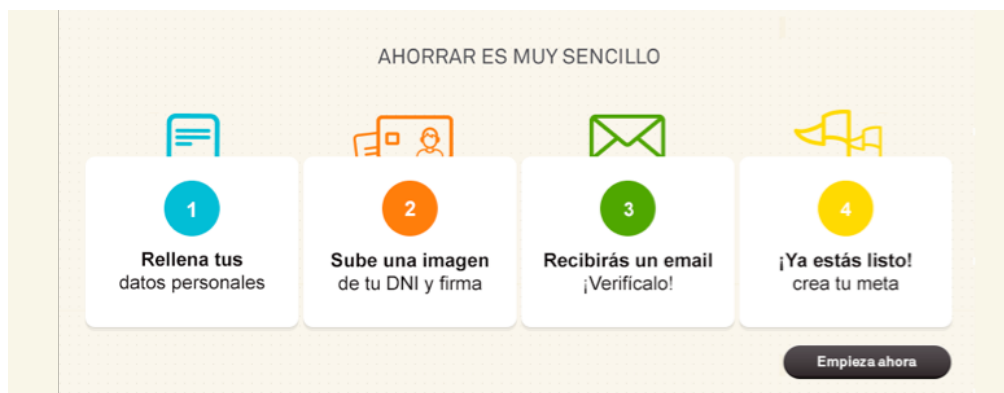 AHORRAR ES MUY SENCILLO
1
Rellena tus
datos personales
2
Sube una imagen
de tu DNI y firma
3
Recibirás un email
¡Verifícalo!
4
¡Ya estás listo!
crea tu meta
Empieza ahora